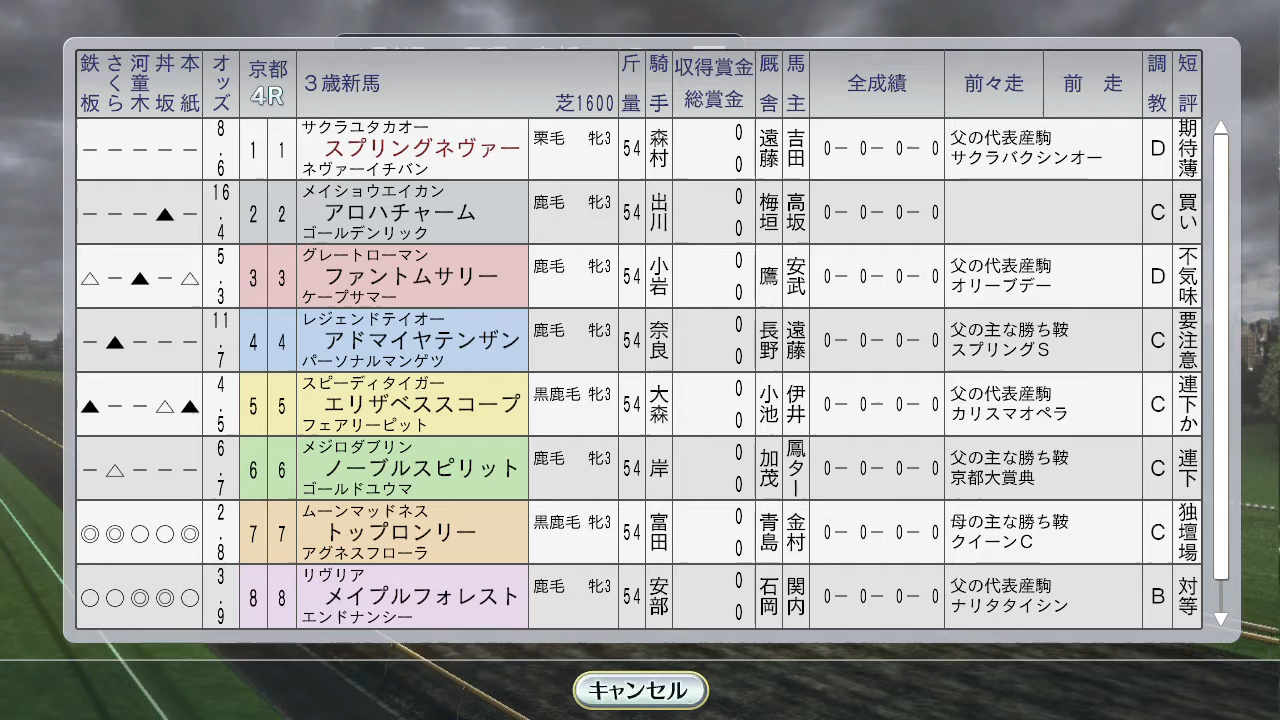 鉄板 さくら 河童木 丼坂 本紙 オッズ 京都4R 3歳新馬 芝1600 斤量 騎手 収得賞金 総賞金 厩舎 馬主 全成績 前々走 前走 調教 短評
－－－－－ 8.6 1 1 サクラユタカオー
スプリングネヴァー 栗毛 牝3 54 森村 0 0 遠藤 吉田 0－0－0－0 父の代表産駒 サクラバクシンオー D 期待薄
ネヴァーイチバン
－－－▲－ 16.4 2 2 メイショウエイカン
アロハチャーム 鹿毛 牝3 54 出川 0 0 梅垣 高坂 0－0－0－0 C 買い
ゴールデンリック
△－▲－△ 5.3 3 3 グレートローマン
ファントムサリー 鹿毛 牝3 54 小岩 0 0 鷹 安武 0－0－0－0 父の代表産駒 オリーブデー D 不気味
ケープサマー
－▲－－－ 11.7 4 4 レジェンドテイオー
アドマイヤテンザン 鹿毛 牝3 54 奈良 0 0 長野 遠藤 0－0－0－0 父の主な勝ち鞍 スプリングS C 要注意
パーソナルマンゲツ
▲－－△▲ 4.5 5 5 スピーディタイガー
エリザベススコープ 黒鹿毛 牝3 54 大森 0 0 小池 伊井 0－0－0－0 父の代表産駒 カリスマオペラ C 連下か
フェアリーピット
－△－－－ 6.7 6 6 メジロダブリン
ノーブルスピリット 鹿毛 牝3 54 岸 0 0 加茂 鳳ター 0－0－0－0 父の主な勝ち鞍 京都大賞典 C 連下
ゴールドユウマ
◎◎○○◎ 2.8 7 7 ムーンマッドネス
トップロンリー 黒鹿毛 牝3 54 富田 0 0 青島 金村 0－0－0－0 母の主な勝ち鞍 クイーンC C 独壇場
アグネスフローラ
○○◎◎○ 3.9 8 8 リヴリア
メイプルフォレスト 鹿毛 牝3 54 安部 0 0 石岡 関内 0－0－0－0 父の代表産駒 ナリタタイシン B 対等
エンドナンシー
キャンセル